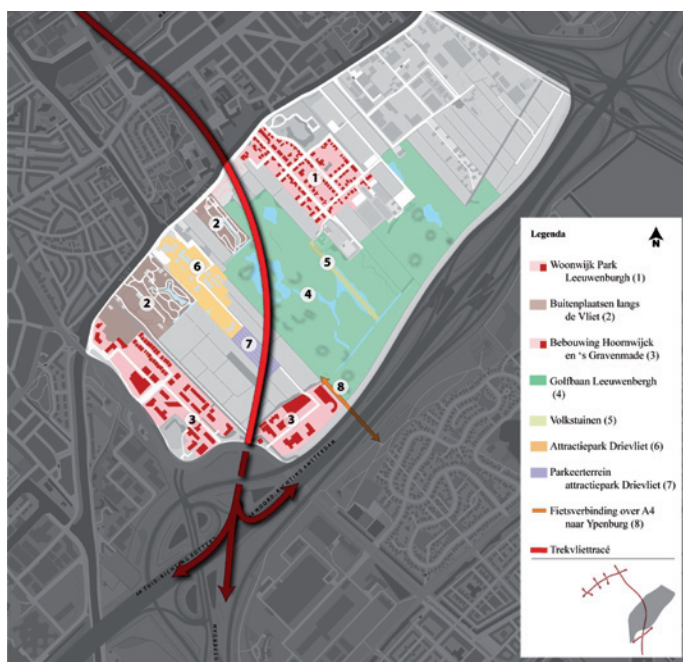 1
2
6
5
4
2
7
8
3
3
Legenda
N
Woonwijk Park
Leeuwenburgh (1)
Buitenplaatsen langs
de Vliet (2)
Bebouwing Hoornwijck
en 's Gravenmade (3)
Golfbaan Leeuwenbergh
(4)
Volkstuinen (5)
Attractiepark Drievliet (6)
Parkeerterrein
attractiepark Drievliet (7)
Fietsverbinding over A4
naar Ypenburg (8)
Trekvliettracé